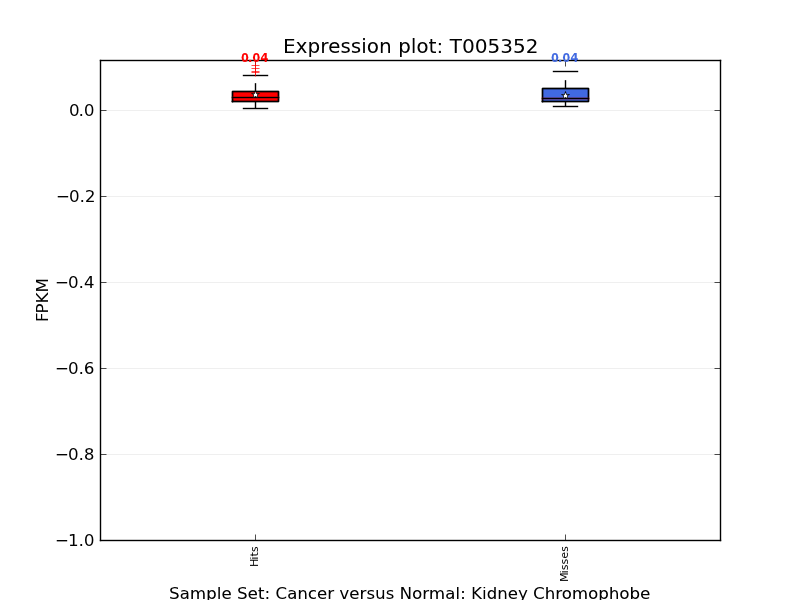 Expression plot: T005352
0.04 0.04
0.0
−0.2
−0.4
FPKM
−0.6
−0.8
−1.0
Hits Misses
Sample Set: Cancer versus Normal: Kidney Chromophobe